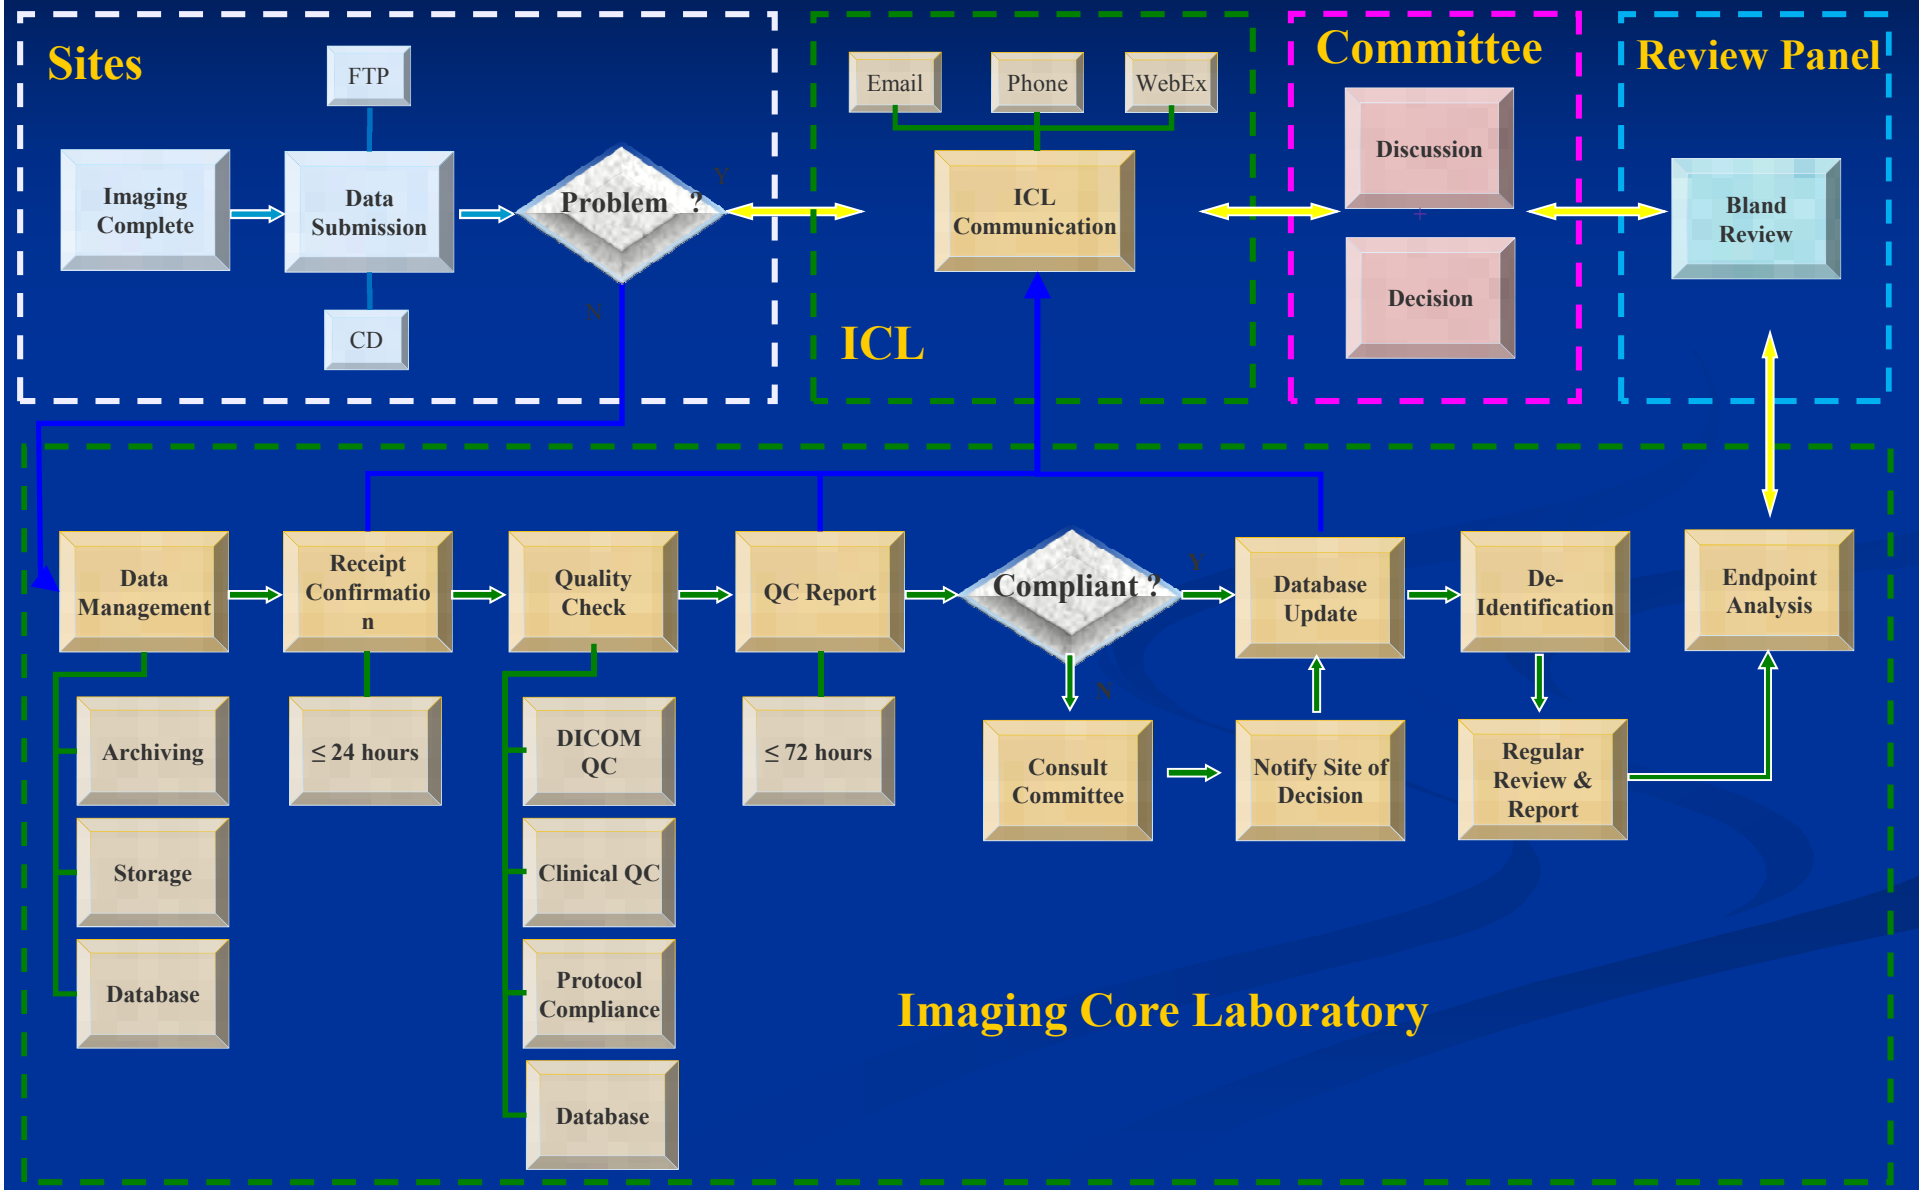 Sites
FTP
Imaging
Complete
Data
Submission
CD
Problem ?
Y
N
Email
Phone
WebEx
ICL
Communication
ICL
Committee
Discussion
+
Decision
Review Panel
Bland
Review
Data
Management
Receipt
Confirmatio
n
Quality
Check
QC Report
Compliant ?
Y
N
Database
Update
De-
Identification
Endpoint
Analysis
Archiving
Storage
Database
≤ 24 hours
DICOM
QC
Clinical QC
Protocol
Compliance
Database
≤ 72 hours
Consult
Committee
Notify Site of
Decision
Regular
Review &
Report
Imaging Core Laboratory